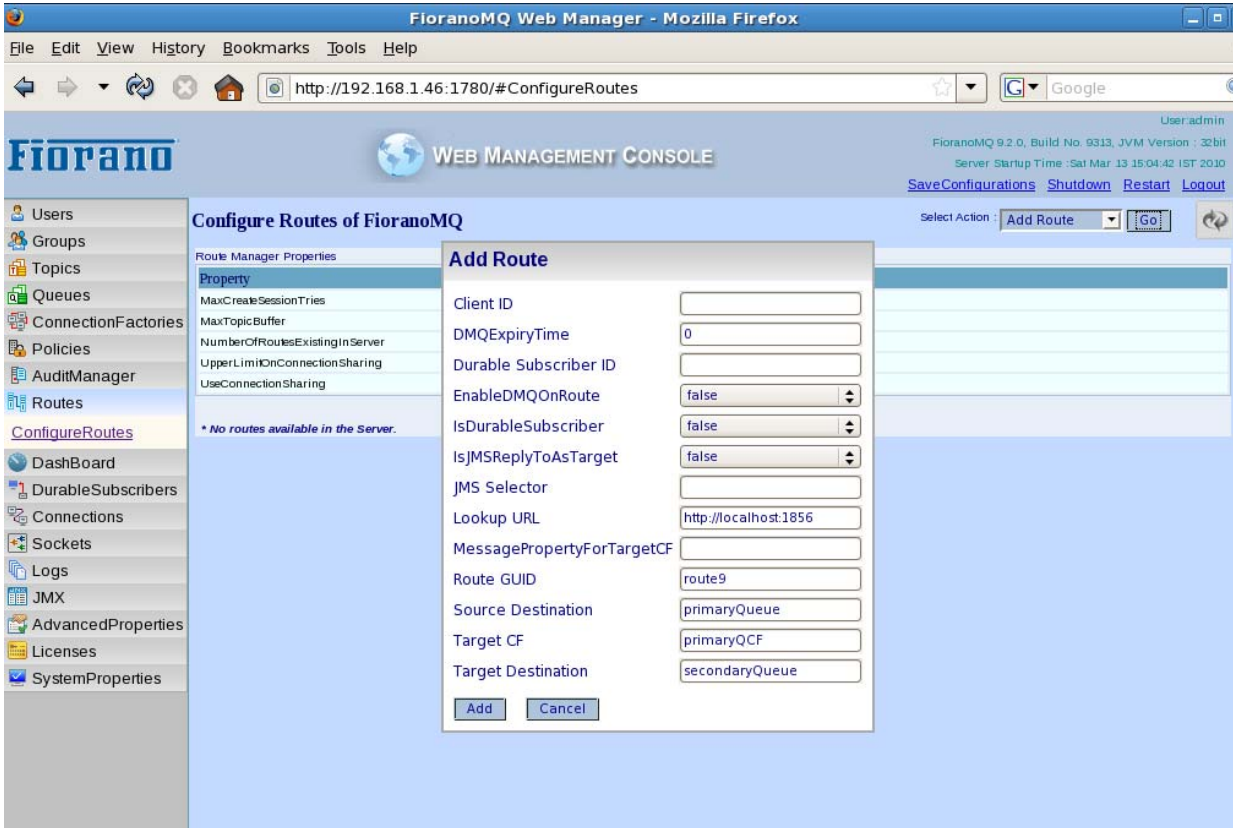 FioranoMQ Web Manager - Mozilla Firefox
File Edit View History Bookmarks Tools Help
http://192.168.1.46:1780/#ConfigureRoutes
G Google
User:admin
FioranoMQ 9.2.0, Build No. 9313, JVM Version : 32bit
Server Startup Time :Sat Mar 13 15:04:42 IST 2010
Fiorano
WEB MANAGEMENT CONSOLE
SaveConfigurations Shutdown Restart Logout
Users
Groups
Topics
Queues
ConnectionFactories
Policies
AuditManager
Routes
ConfigureRoutes
DashBoard
DurableSubscribers
Connections
Sockets
Logs
JMX
AdvancedProperties
Licenses
SystemProperties
Configure Routes of FioranoMQ
Select Action : Add Route Go
Route Manager Properties
Property
MaxCreateSessionTries
MaxTopicBuffer
NumberOfRoutesExistingInServer
UpperLimitOnConnectionSharing
UseConnectionSharing
* No routes available in the Server.
Add Route
Client ID
DMQExpiryTime 0
Durable Subscriber ID
EnableDMQOnRoute false
IsDurableSubscriber false
IsJMSReplyToAsTarget false
JMS Selector
Lookup URL http://localhost:1856
MessagePropertyForTargetCF
Route GUID route9
Source Destination primaryQueue
Target CF primaryQCF
Target Destination secondaryQueue
Add Cancel